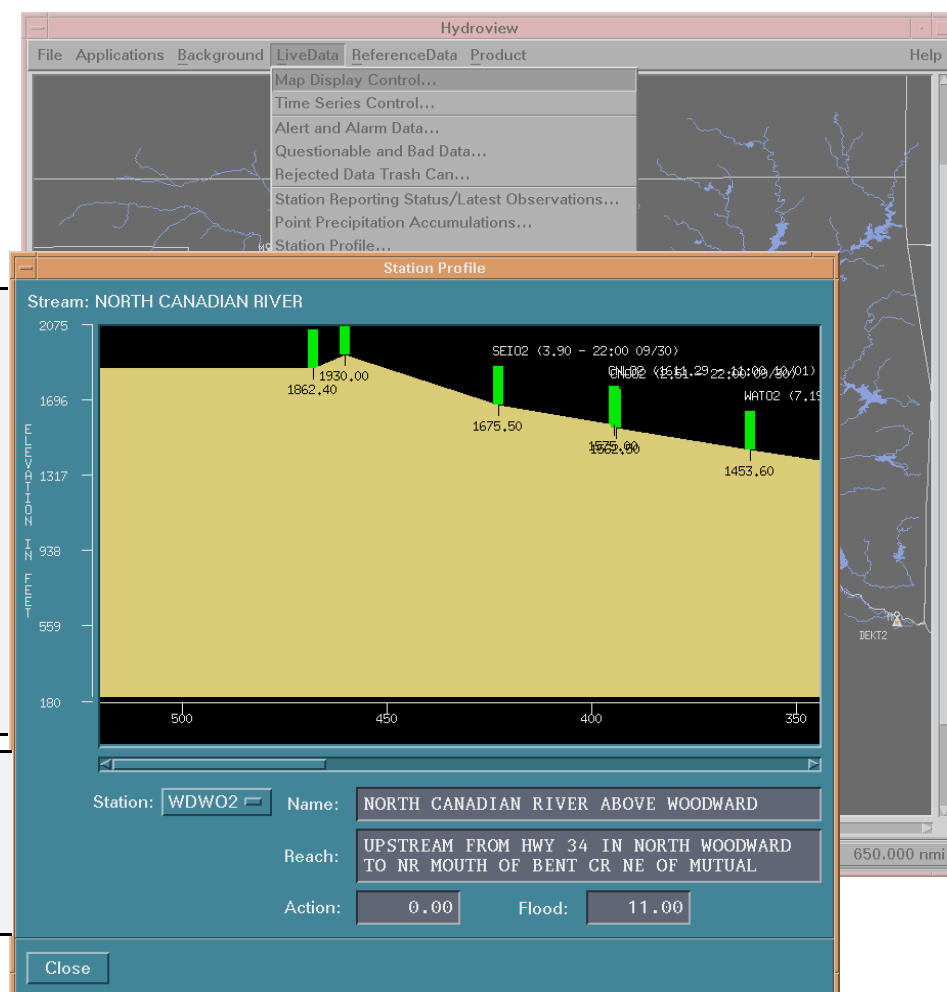 Hydroview
File Applications Background LiveData ReferenceData Product Help
Map Display Control...
Time Series Control...
Alert and Alarm Data...
Questionable and Bad Data...
Rejected Data Trash Can...
Station Reporting Status/Latest Observations...
Point Precipitation Accumulations...
Station Profile...
Station Profile
Stream: NORTH CANADIAN RIVER
2075
1696
1317
938
559
180
ELEVATION IN FEET
SEIO2 (3.90 - 22:00 09/30)
WATO2 (7.19
1930.00
1862.40
1675.50
1453.60
500 450 400 350
DEKT2
Station: WDWO2 Name: NORTH CANADIAN RIVER ABOVE WOODWARD
Reach: UPSTREAM FROM HWY 34 IN NORTH WOODWARD
TO NR MOUTH OF BENT CR NE OF MUTUAL
650.000 nmi
Action: 0.00 Flood: 11.00
Close